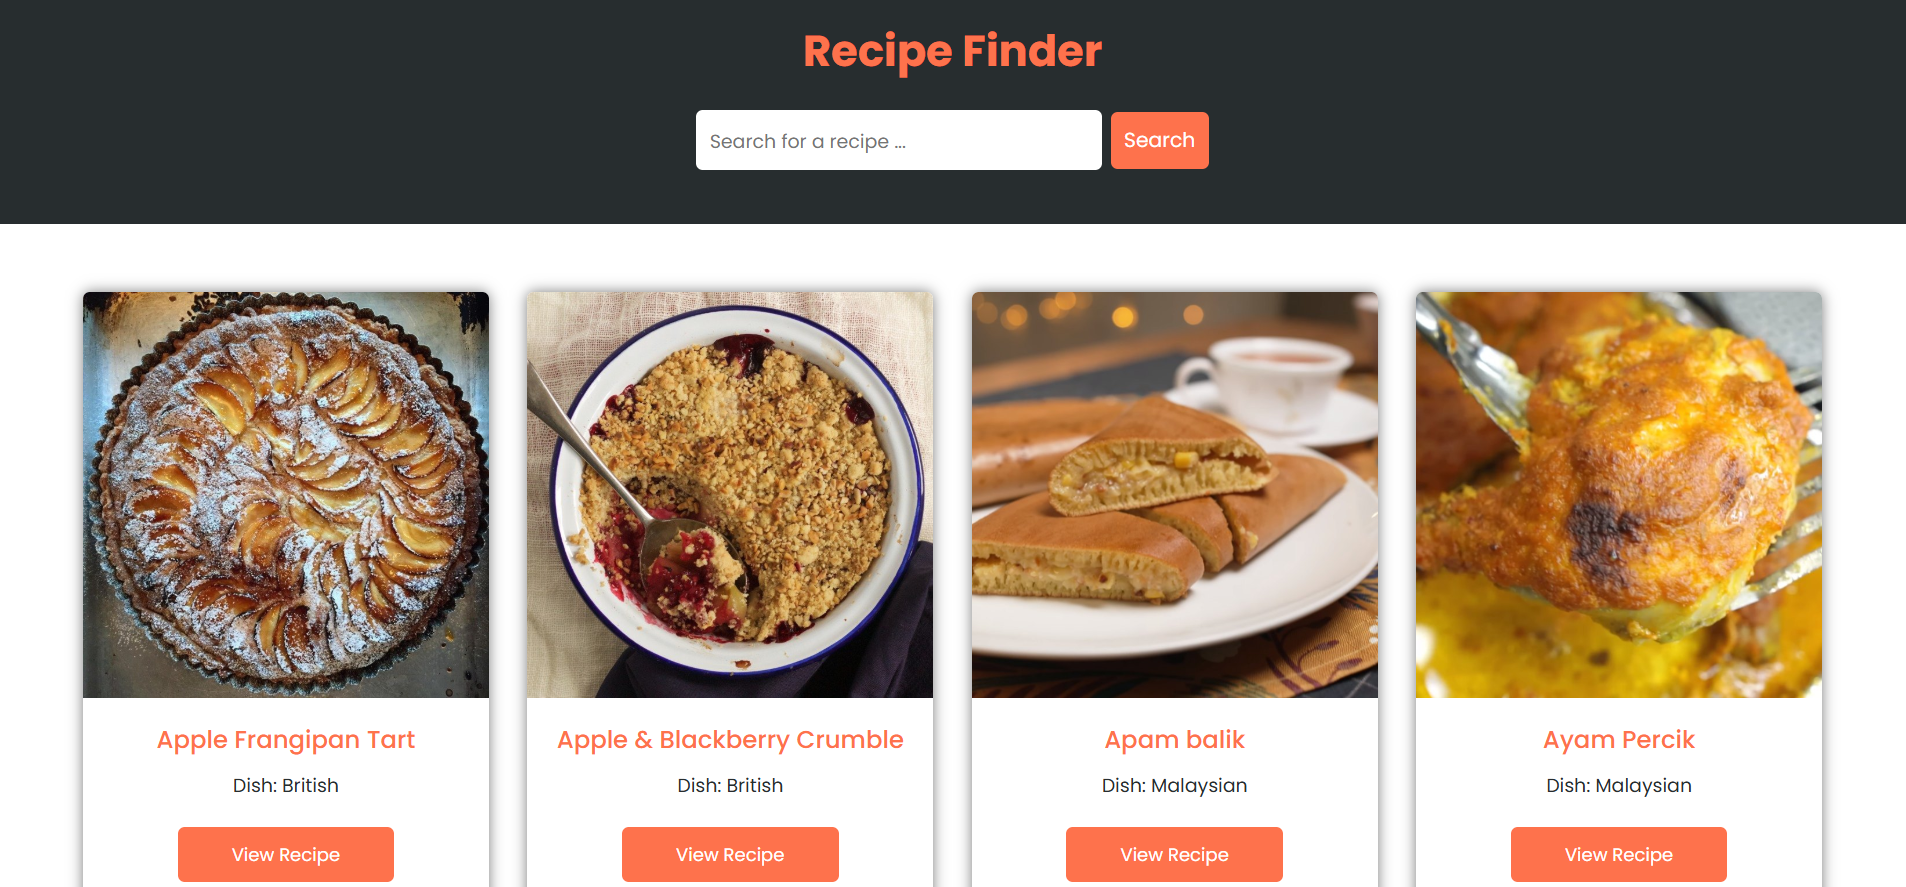 Recipe Finder
Search for a recipe ...
Search
Apple Frangipan Tart
Dish: British
View Recipe
Apple & Blackberry Crumble
Dish: British
View Recipe
Apam balik
Dish: Malaysian
View Recipe
Ayam Percik
Dish: Malaysian
View Recipe